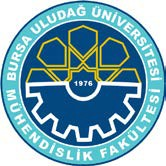 BURSA ULUDAĞ ÜNİVERSİTESİ
MÜHENDİSLİK FAKÜLTESİ
1976